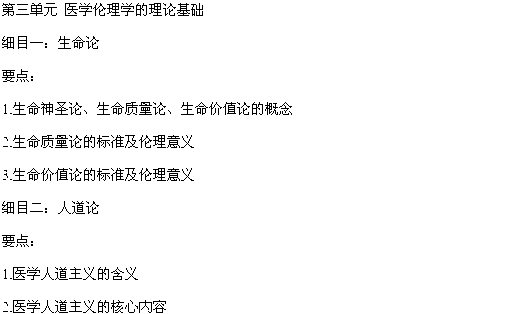 第三单元 医学伦理学的理论基础
细目一：生命论
要点：
1.生命神圣论、生命质量论、生命价值论的概念
2.生命质量论的标准及伦理意义
3.生命价值论的标准及伦理意义
细目二：人道论
要点：
1.医学人道主义的含义
2.医学人道主义的核心内容